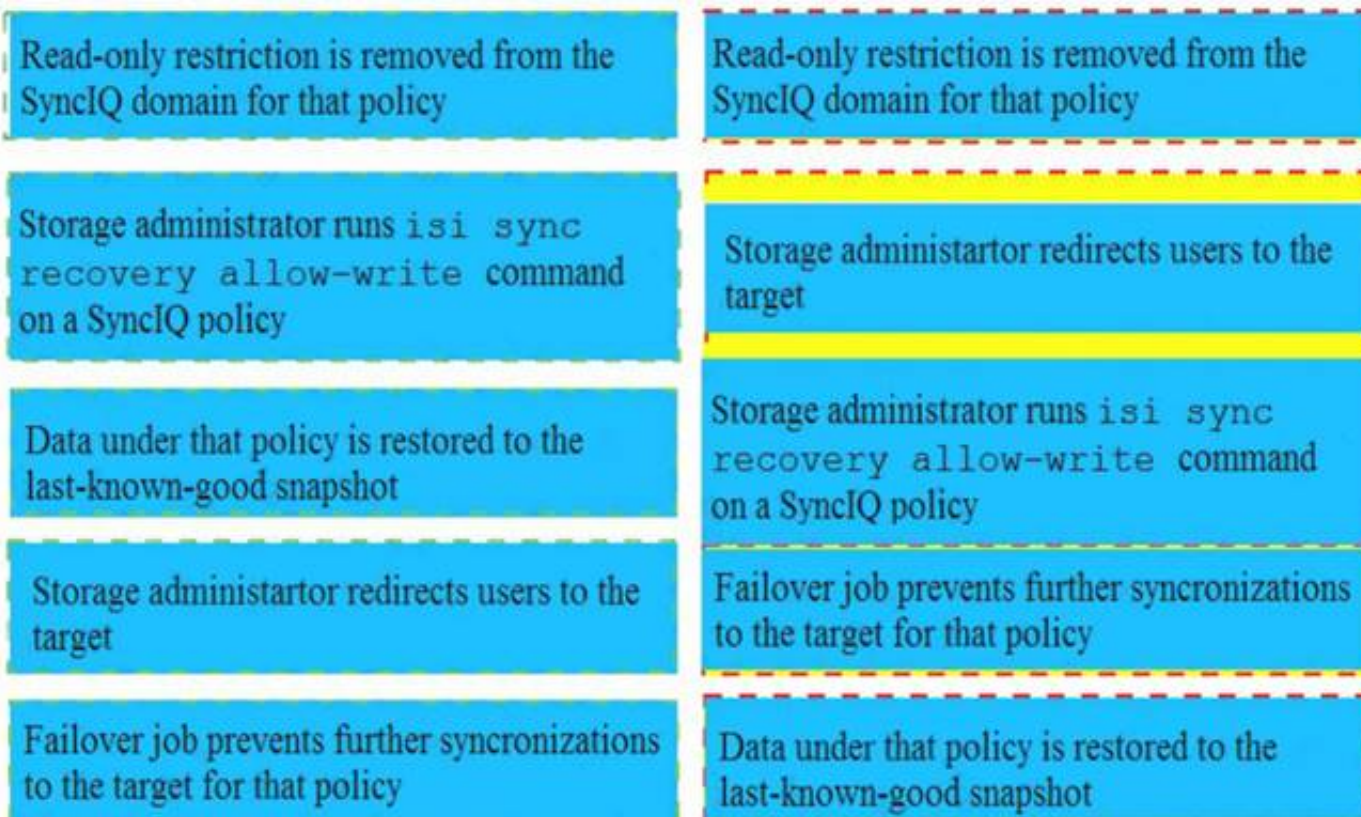 Read-only restriction is removed from the
SyncIQ domain for that policy
Storage administrator runs isi sync
recovery allow-write command
on a SyncIQ policy
Data under that policy is restored to the
last-known-good snapshot
Storage administartor redirects users to the
target
Failover job prevents further syncronizations
to the target for that policy
Read-only restriction is removed from the
SyncIQ domain for that policy
Storage administartor redirects users to the
target
Storage administrator runs isi sync
recovery allow-write command
on a SyncIQ policy
Failover job prevents further syncronizations
to the target for that policy
Data under that policy is restored to the
last-known-good snapshot